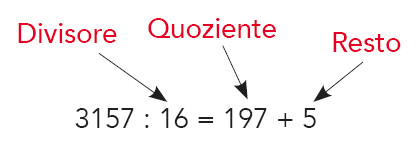 Divisore Quoziente Resto
3157 : 16 = 197 + 5